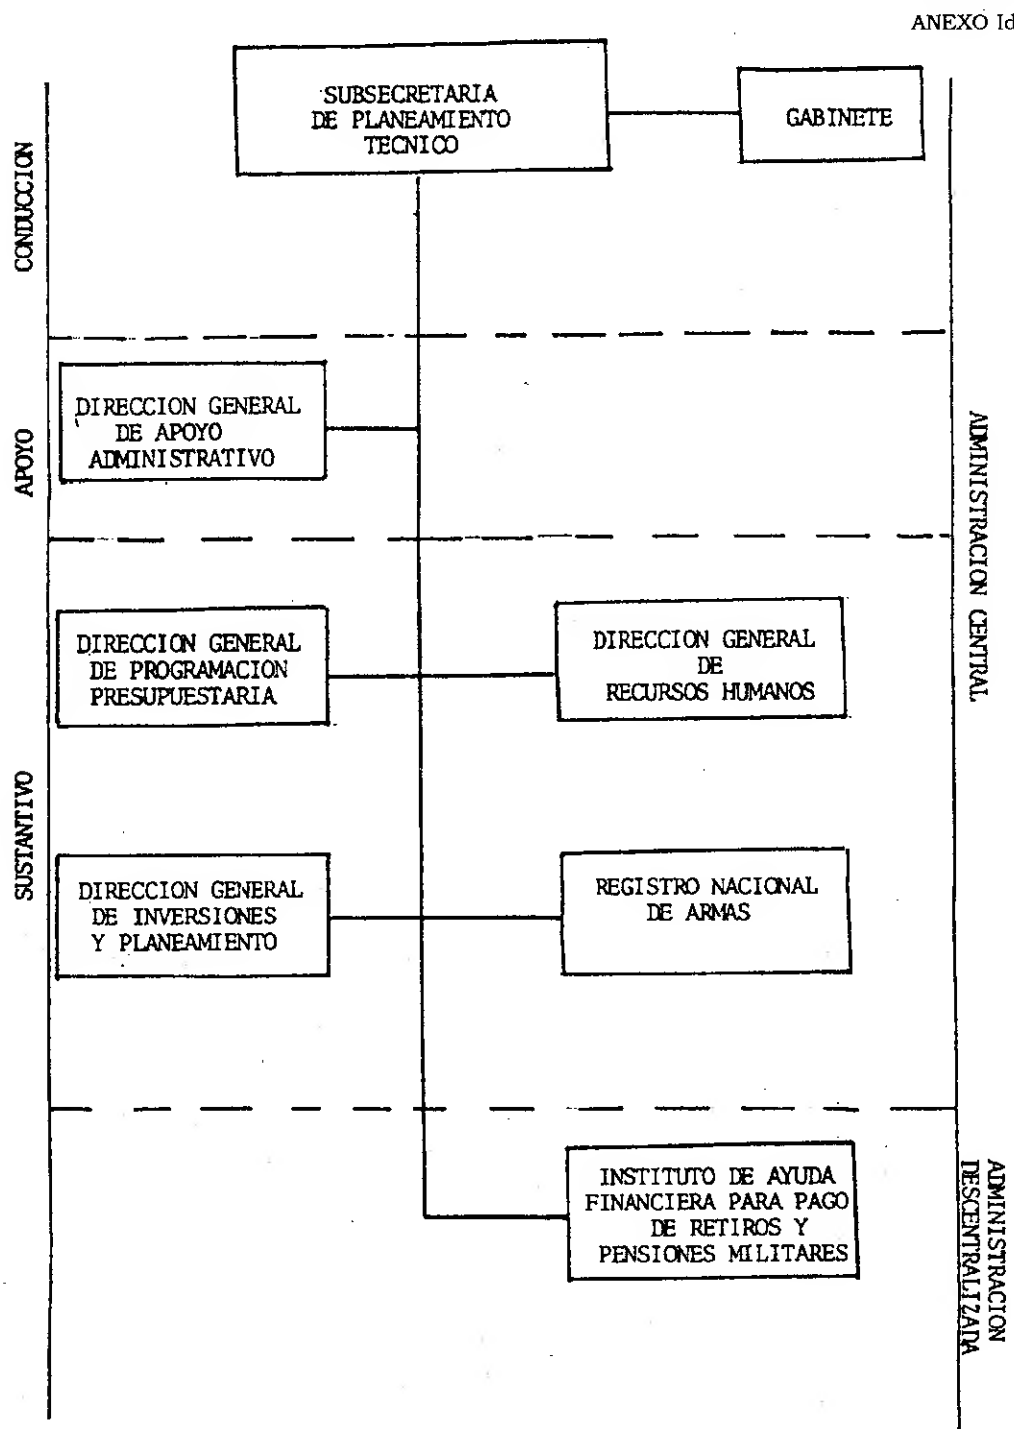 ANEXO Id
SUBSECRETARIA
DE PLANEAMIENTO
TECNICO
GABINETE
CONDUCCION
DIRECCION GENERAL
DE APOYO
ADMINISTRATIVO
APOYO
ADMINISTRACION CENTRAL
DIRECCION GENERAL
DE PROGRAMACION
PRESUPUESTARIA
DIRECCION GENERAL
DE
RECURSOS HUMANOS
SUSTANTIVO
DIRECCION GENERAL
DE INVERSIONES
Y PLANEAMIENTO
REGISTRO NACIONAL
DE ARMAS
INSTITUTO DE AYUDA
FINANCIERA PARA PAGO
DE RETIROS Y
PENSIONES MILITARES
ADMINISTRACION
DESCENTRALIZADA